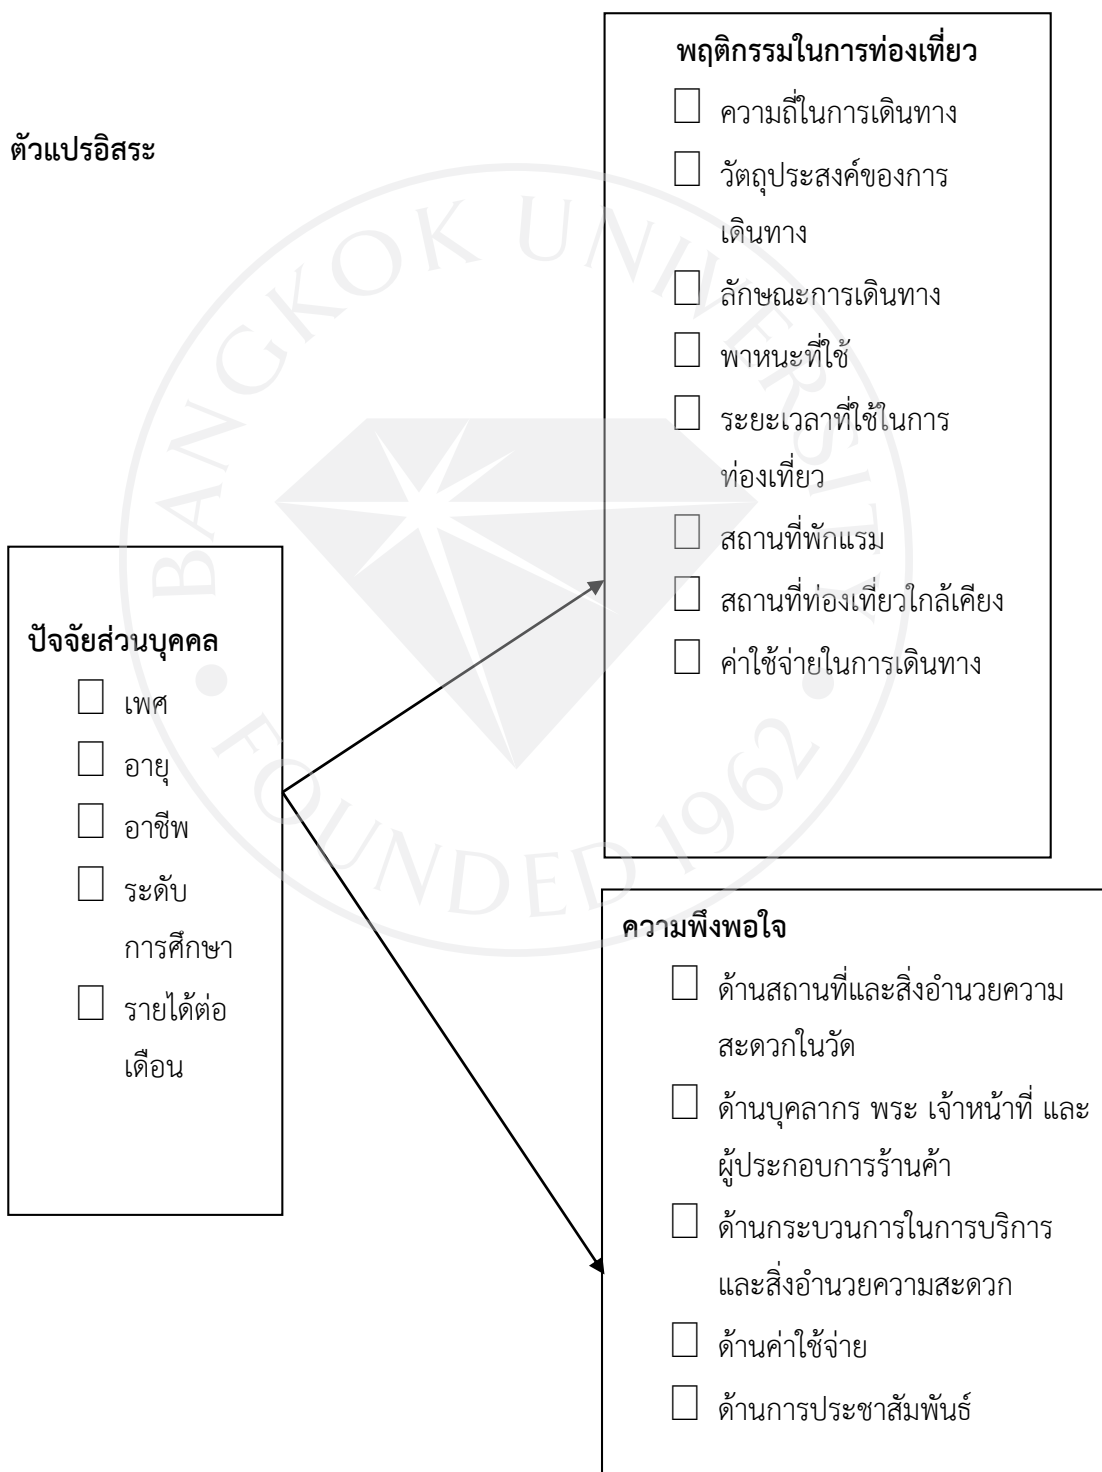 ตัวแปรอิสระ
ปัจจัยส่วนบุคคล
เพศ
อายุ
อาชีพ
ระดับ
การศึกษา
รายได้ต่อ
เดือน
พฤติกรรมในการท่องเที่ยว
ความถี่ในการเดินทาง
วัตถุประสงค์ของการ
เดินทาง
ลักษณะการเดินทาง
พาหนะที่ใช้
ระยะเวลาที่ใช้ในการ
ท่องเที่ยว
สถานที่พักแรม
สถานที่ท่องเที่ยวใกล้เคียง
ค่าใช้จ่ายในการเดินทาง
ความพึงพอใจ
ด้านสถานที่และสิ่งอำนวยความ
สะดวกในวัด
ด้านบุคลากร พระ เจ้าหน้าที่ และ
ผู้ประกอบการร้านค้า
ด้านกระบวนการในการบริการ
และสิ่งอำนวยความสะดวก
ด้านค่าใช้จ่าย
ด้านการประชาสัมพันธ์
BANGKOK UNIVERSITY
FOUNDED 1962